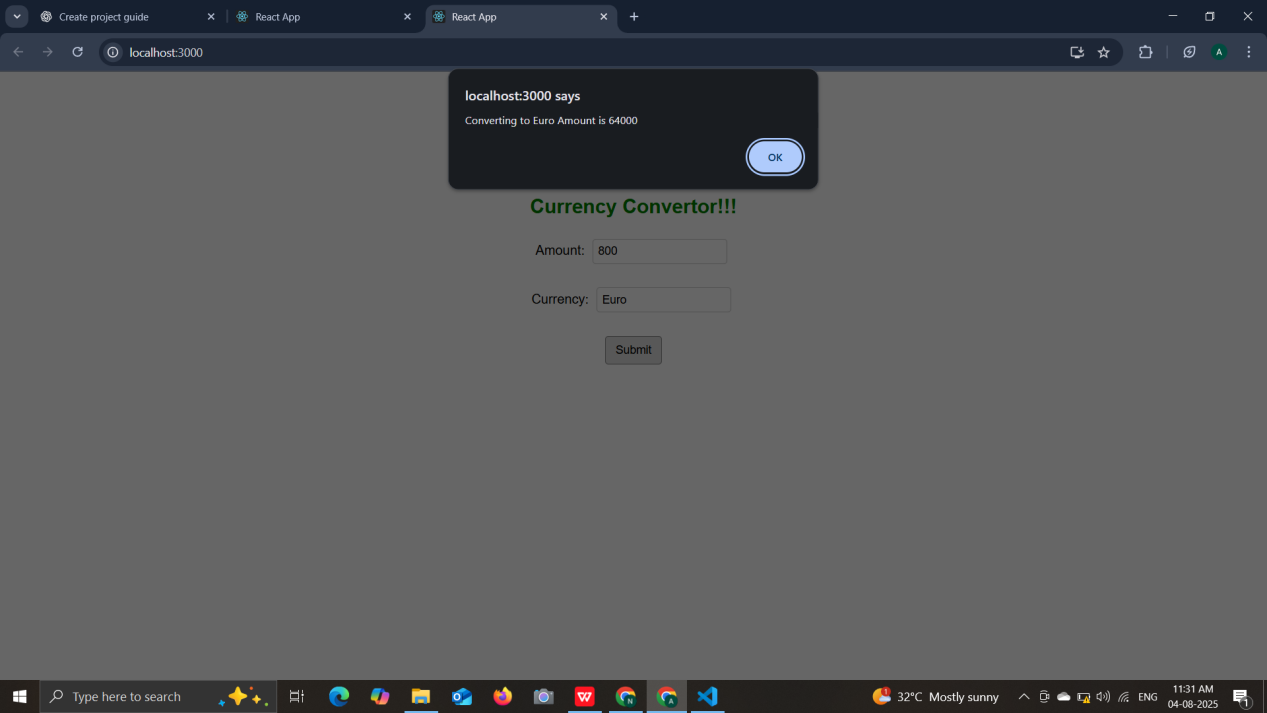 Create project guide
React App
React App
localhost:3000
A
localhost:3000 says
Converting to Euro Amount is 64000
OK
Currency Convertor!!!
Amount: 800
Currency: Euro
Submit
Type here to search
W
N
A
1
32°C Mostly sunny
ENG
11:31 AM
04-08-2025
1